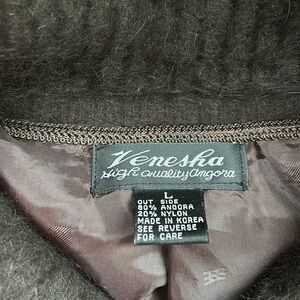 Venesha
High Quality Angora
L
OUT SIDE
80% ANGORA
20% NYLON
MADE IN KOREA
SEE REVERSE
FOR CARE